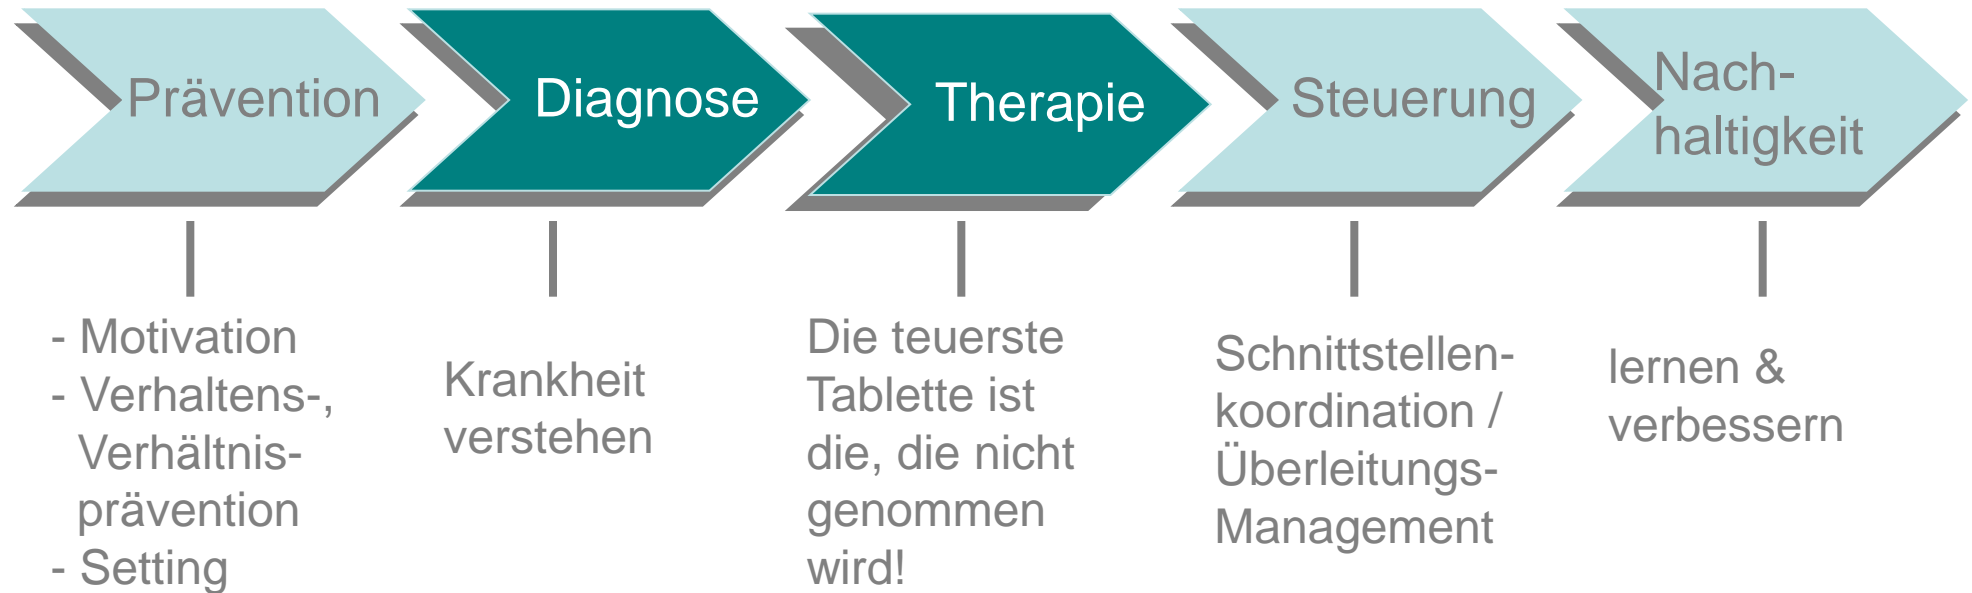 Prävention
Diagnose
Therapie
Steuerung
Nach-
haltigkeit
- Motivation
- Verhaltens-,
Verhältnis-
prävention
- Setting
Krankheit
verstehen
Die teuerste
Tablette ist
die, die nicht
genommen
wird!
Schnittstellen-
koordination /
Überleitungs-
Management
lernen &
verbessern